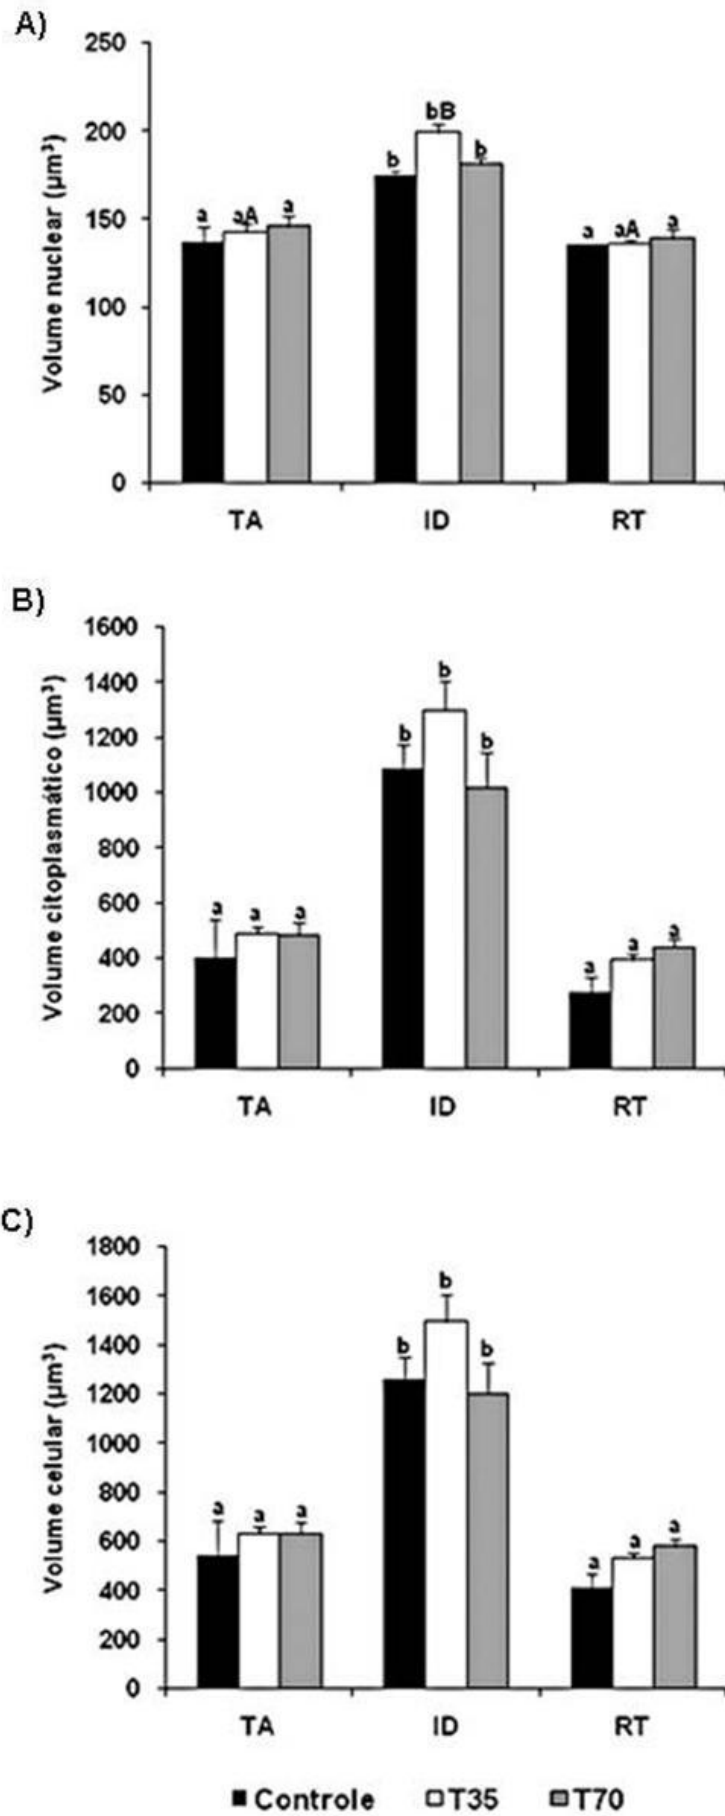 A)
Volume nuclear (µm³)
250
200
150
100
50
0
a aA a
b bB b
a aA a
TA ID RT
B)
Volume citoplasmático (µm³)
1600
1400
1200
1000
800
600
400
200
0
a a a
b b b
a a a
TA ID RT
C)
Volume celular (µm³)
1800
1600
1400
1200
1000
800
600
400
200
0
a a a
b b b
a a a
TA ID RT
Controle T35 T70